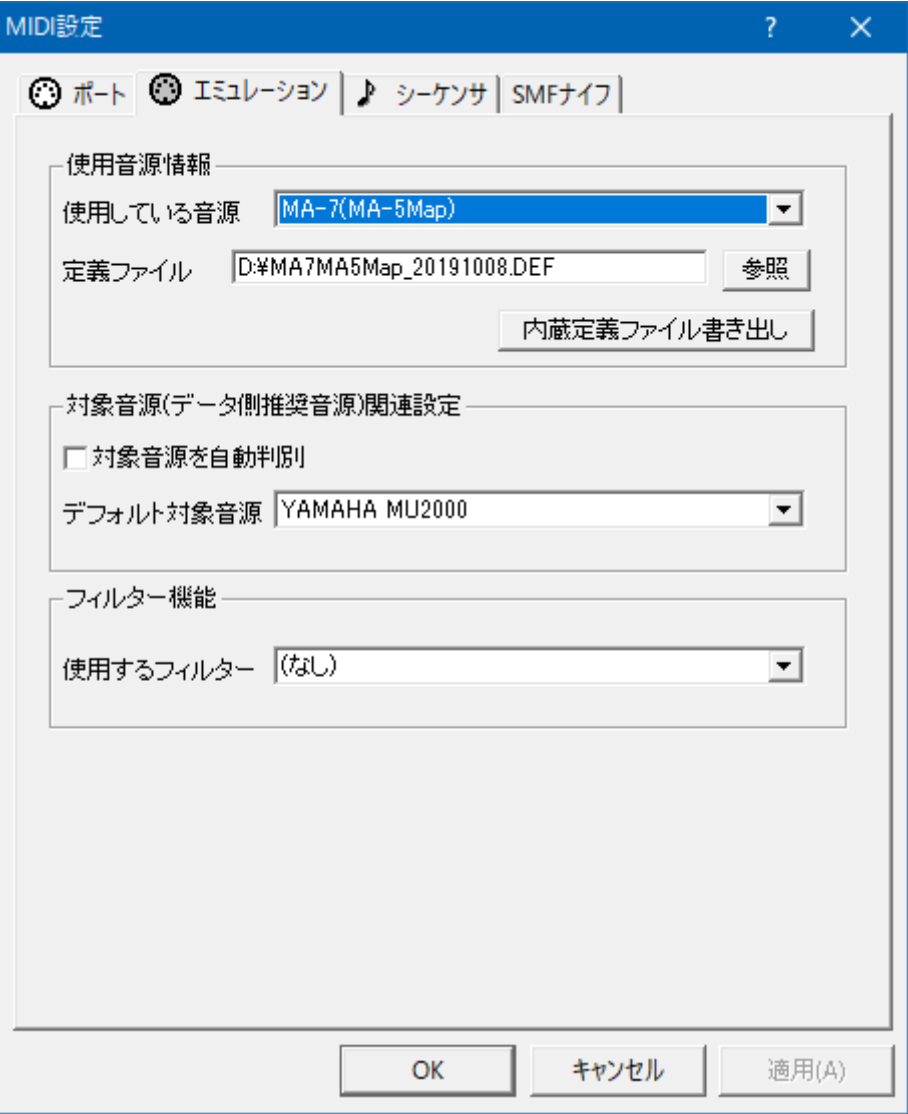 MIDI設定 ?
ポート エミュレーション シーケンサ SMFナイフ
使用音源情報
使用している音源 MA-7(MA-5Map)
定義ファイル D:¥MA7MA5Map_20191008.DEF 参照
内蔵定義ファイル書き出し
対象音源(データ側推奨音源)関連設定
対象音源を自動判別
デフォルト対象音源 YAMAHA MU2000
フィルター機能
使用するフィルター (なし)
OK キャンセル 適用(A)